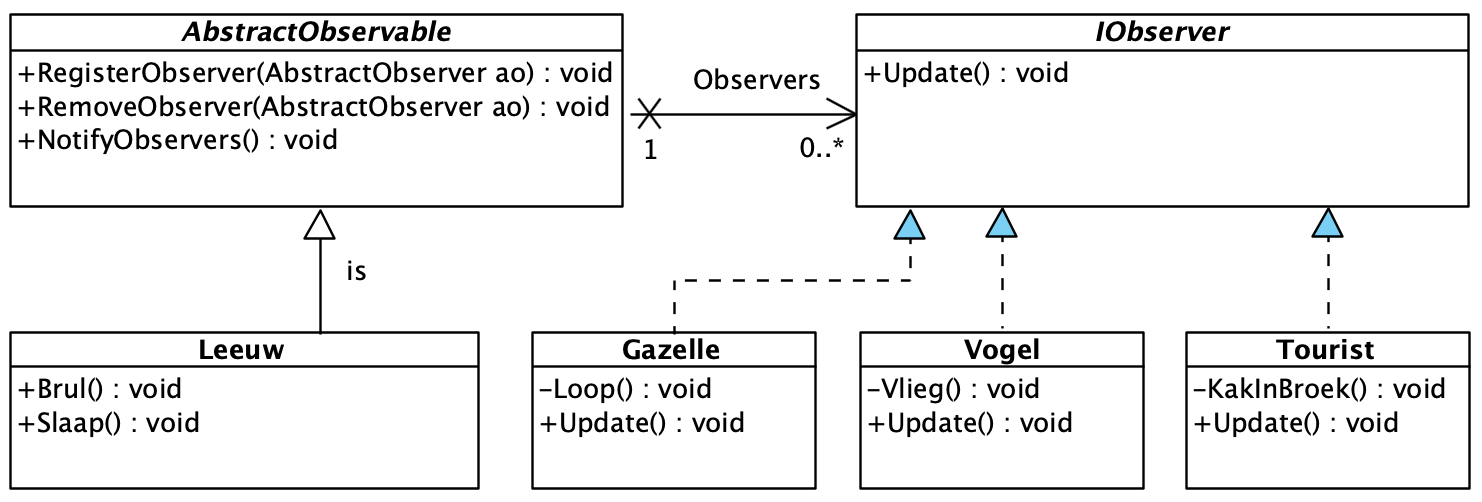 AbstractObservable
+RegisterObserver(AbstractObserver ao) : void
+RemoveObserver(AbstractObserver ao) : void
+NotifyObservers() : void
Observers
1
0..*
IObserver
+Update() : void
is
Leeuw
+Brul() : void
+Slaap() : void
Gazelle
-Loop() : void
+Update() : void
Vogel
-Vlieg() : void
+Update() : void
Tourist
-KakInBroek() : void
+Update() : void